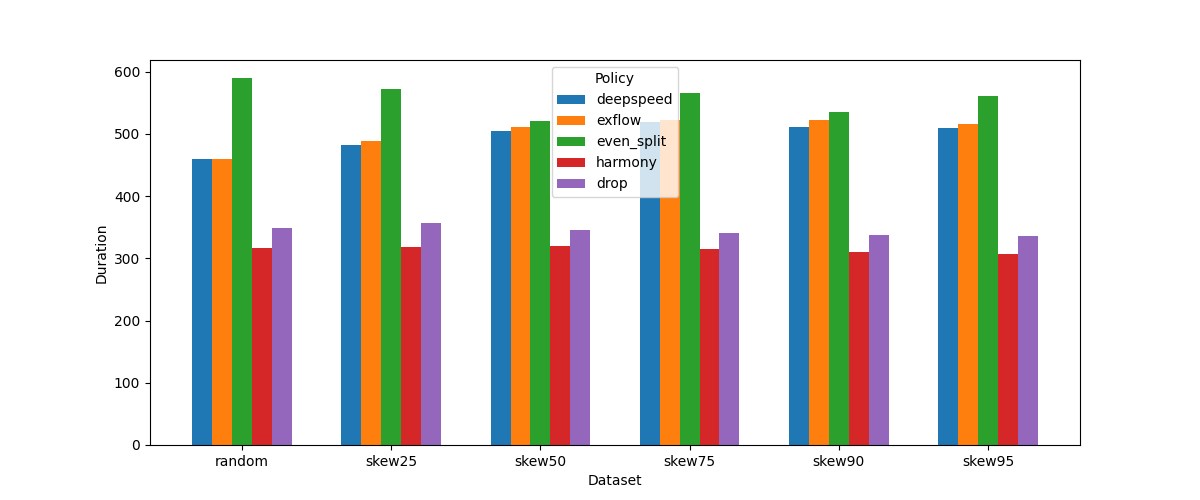 Policy
deepspeed
exflow
even_split
harmony
drop
Duration
600
500
400
300
200
100
0
random skew25 skew50 skew75 skew90 skew95
Dataset